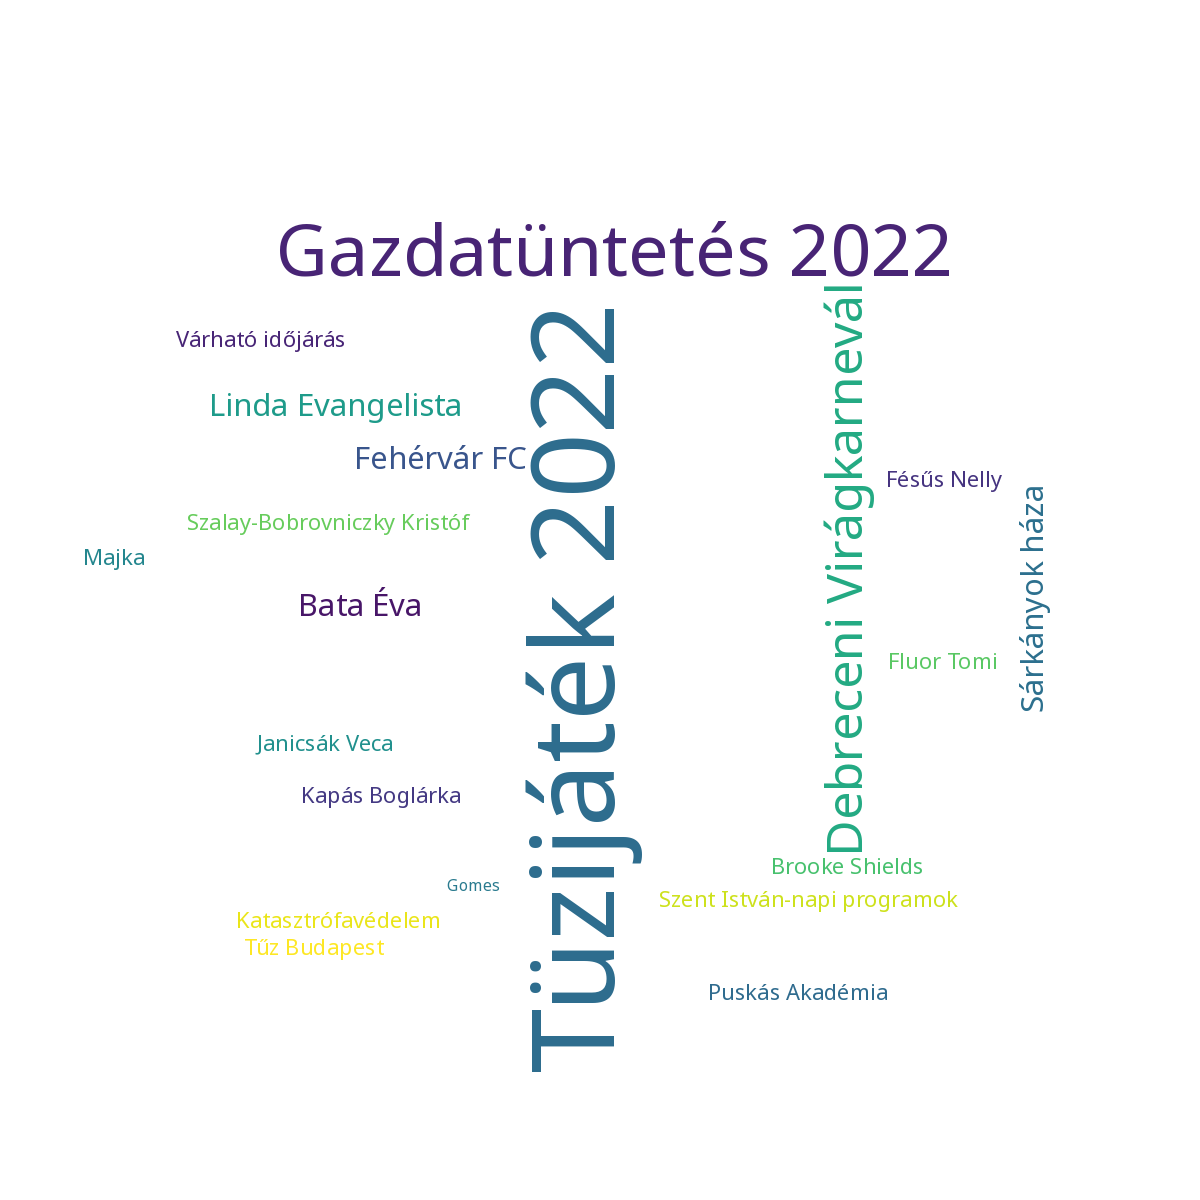 Gazdatüntetés 2022
Várható időjárás
Linda Evangelista
Fehérvár FC
Szalay-Bobrovniczky Kristóf
Majka
Bata Éva
Janicsák Veca
Kapás Boglárka
Gomes
Katasztrófavédelem
Tűz Budapest
Tüzijáték 2022
Debreceni Virágkarnevál
Fésűs Nelly
Sárkányok háza
Fluor Tomi
Brooke Shields
Szent István-napi programok
Puskás Akadémia